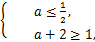 { a ≤ 1/2,
a + 2 ≥ 1,